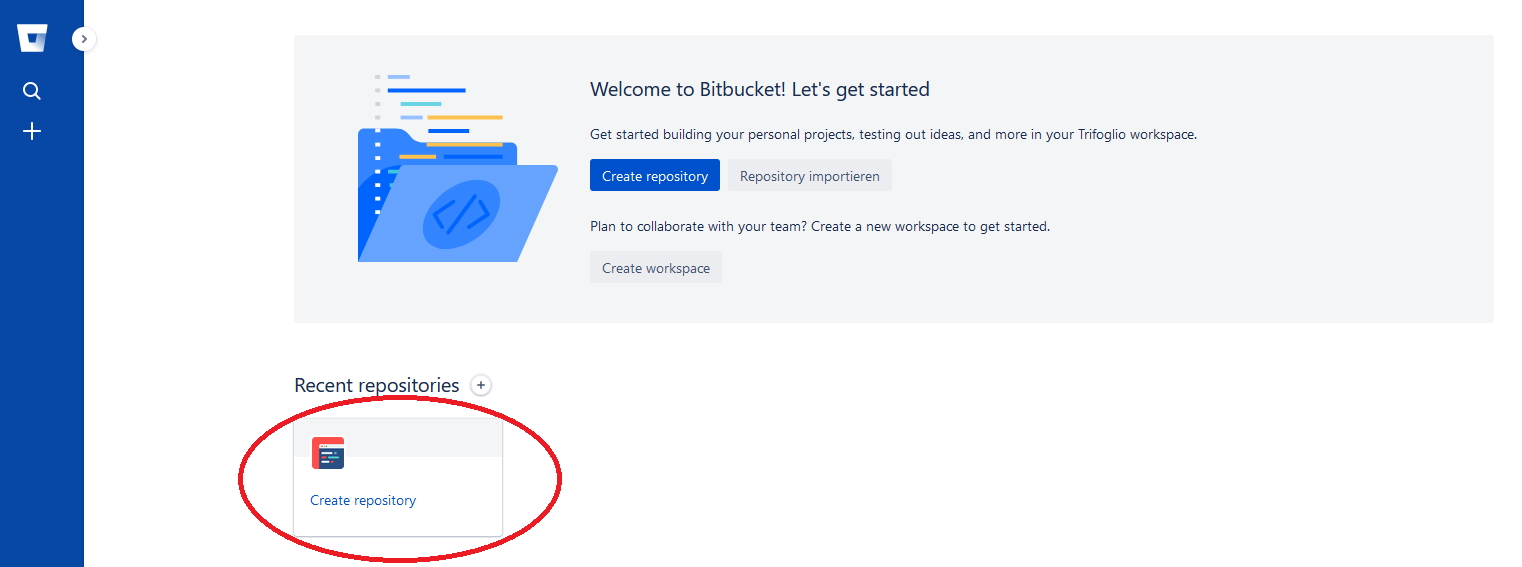 Welcome to Bitbucket! Let's get started
Get started building your personal projects, testing out ideas, and more in your Trifoglio workspace.
Create repository Repository importieren
Plan to collaborate with your team? Create a new workspace to get started.
Create workspace
Recent repositories
Create repository